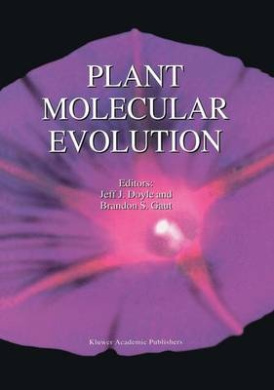 PLANT
MOLECULAR
EVOLUTION
Editors:
Jeff J. Doyle and
Brandon S. Gaut
Kluwer Academic Publishers